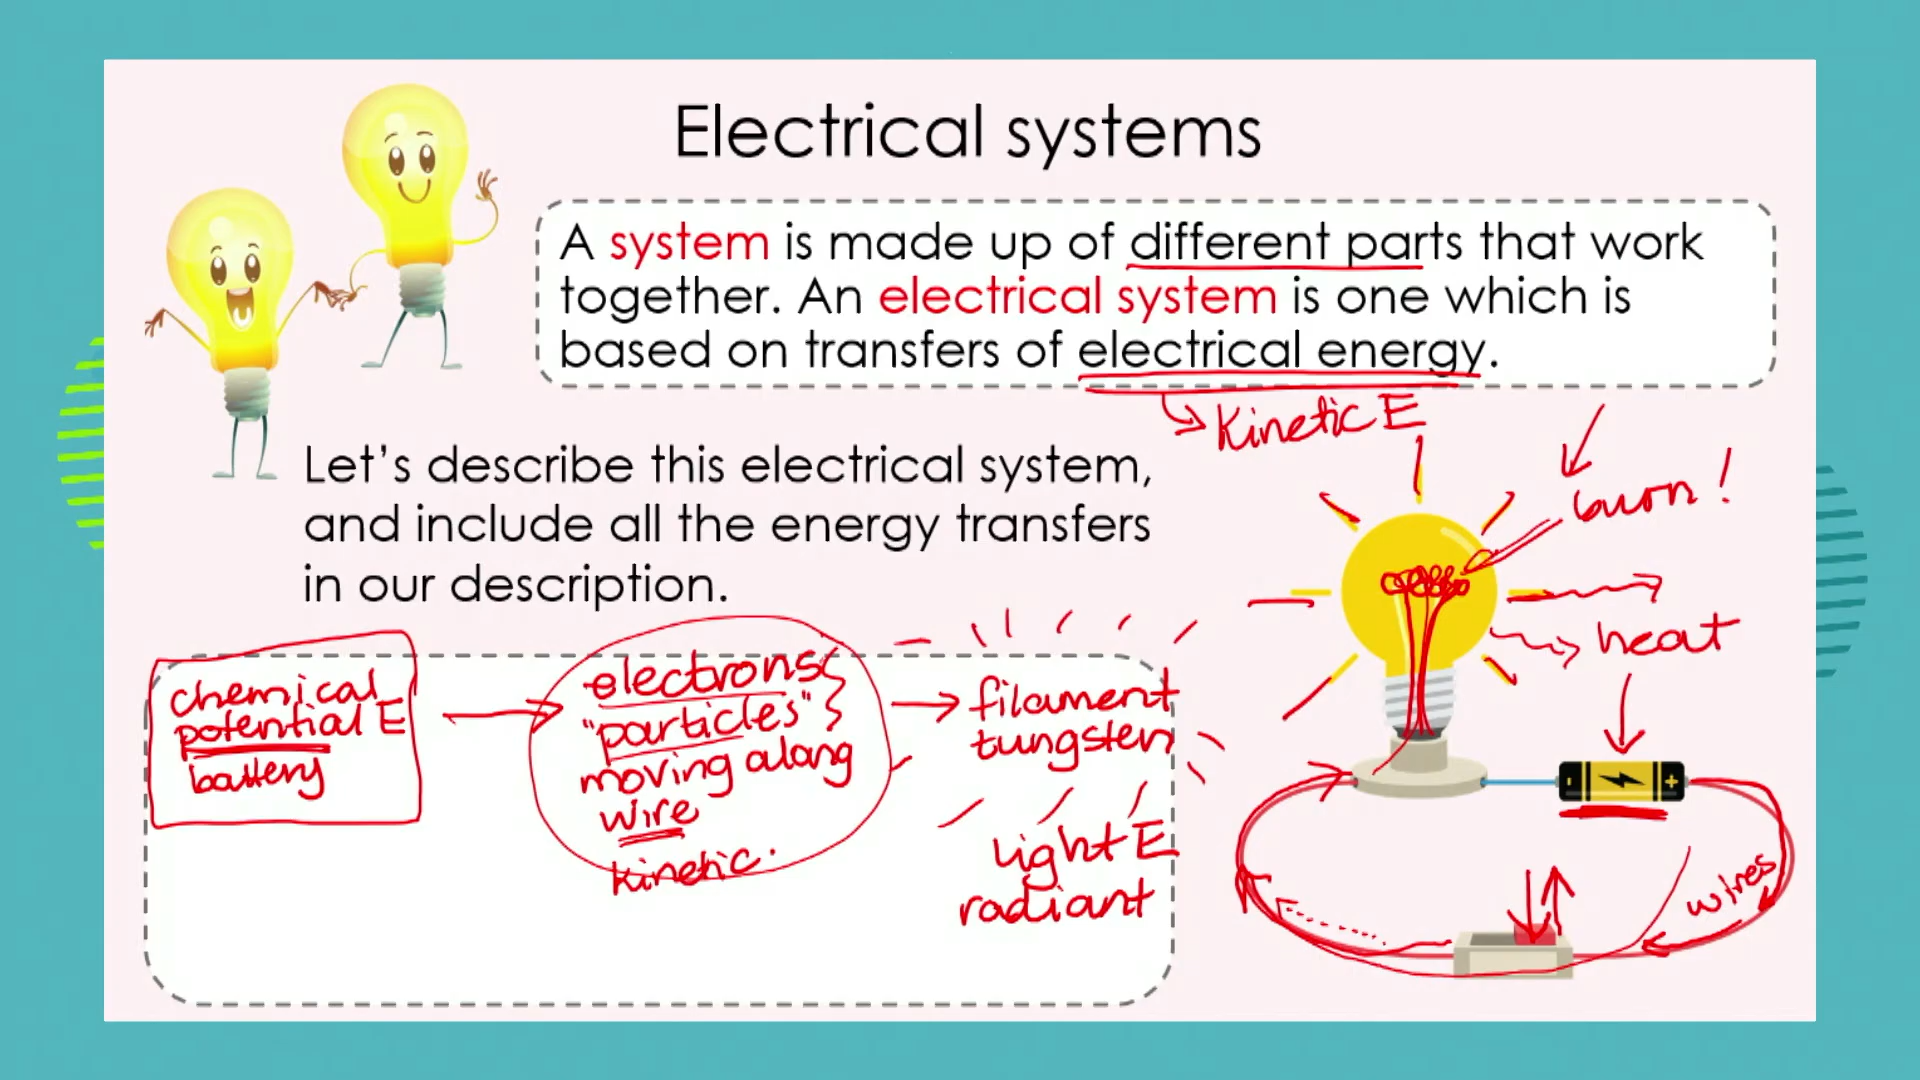 Electrical systems
A system is made up of different parts that work
together. An electrical system is one which is
based on transfers of electrical energy.
Kinetic E
Let's describe this electrical system,
and include all the energy transfers
in our description.
burn!
heat
chemical
potential E
battery
electrons
"particles"
moving along
wire
kinetic.
filament
tungsten
light E
radiant
- +
wires